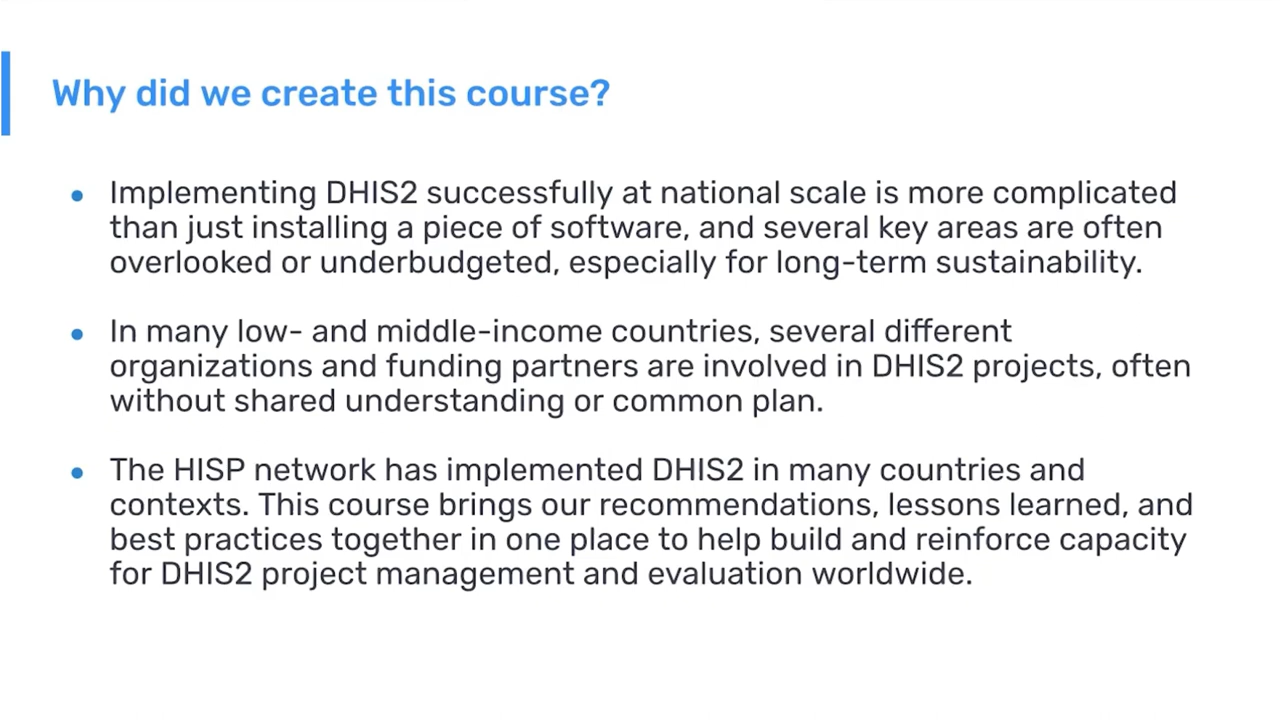 Why did we create this course?
• Implementing DHIS2 successfully at national scale is more complicated
than just installing a piece of software, and several key areas are often
overlooked or underbudgeted, especially for long-term sustainability.
• In many low- and middle-income countries, several different
organizations and funding partners are involved in DHIS2 projects, often
without shared understanding or common plan.
• The HISP network has implemented DHIS2 in many countries and
contexts. This course brings our recommendations, lessons learned, and
best practices together in one place to help build and reinforce capacity
for DHIS2 project management and evaluation worldwide.